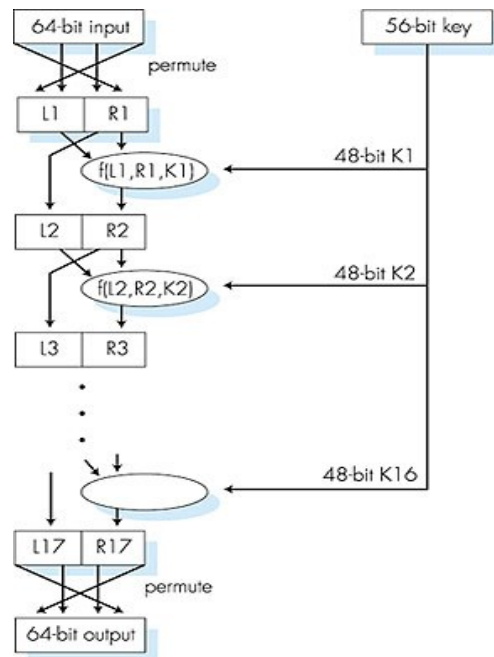 64-bit input
56-bit key
permute
L1 R1
48-bit K1
f(L1,R1,K1)
L2 R2
48-bit K2
f(L2,R2,K2)
L3 R3
48-bit K16
L17 R17
permute
64-bit output